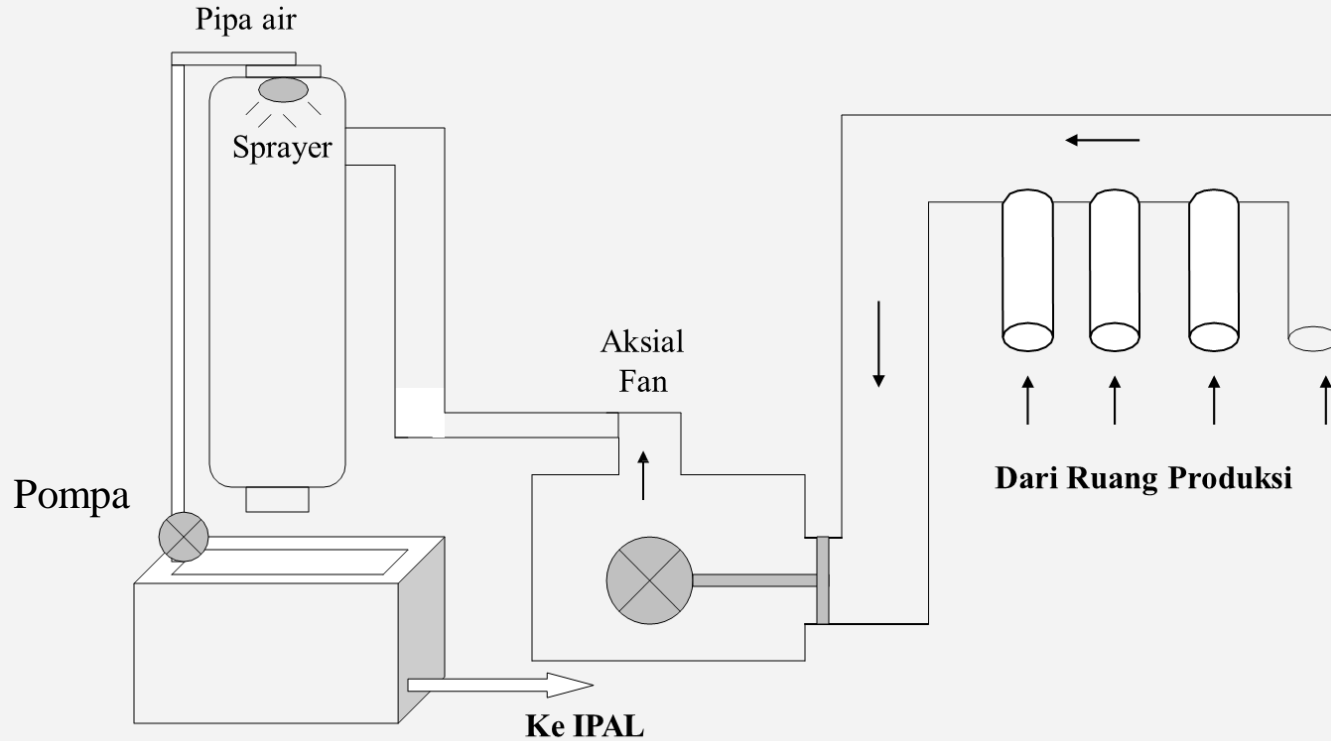 Pipa air
Sprayer
Aksial
Fan
Dari Ruang Produksi
Pompa
Ke IPAL